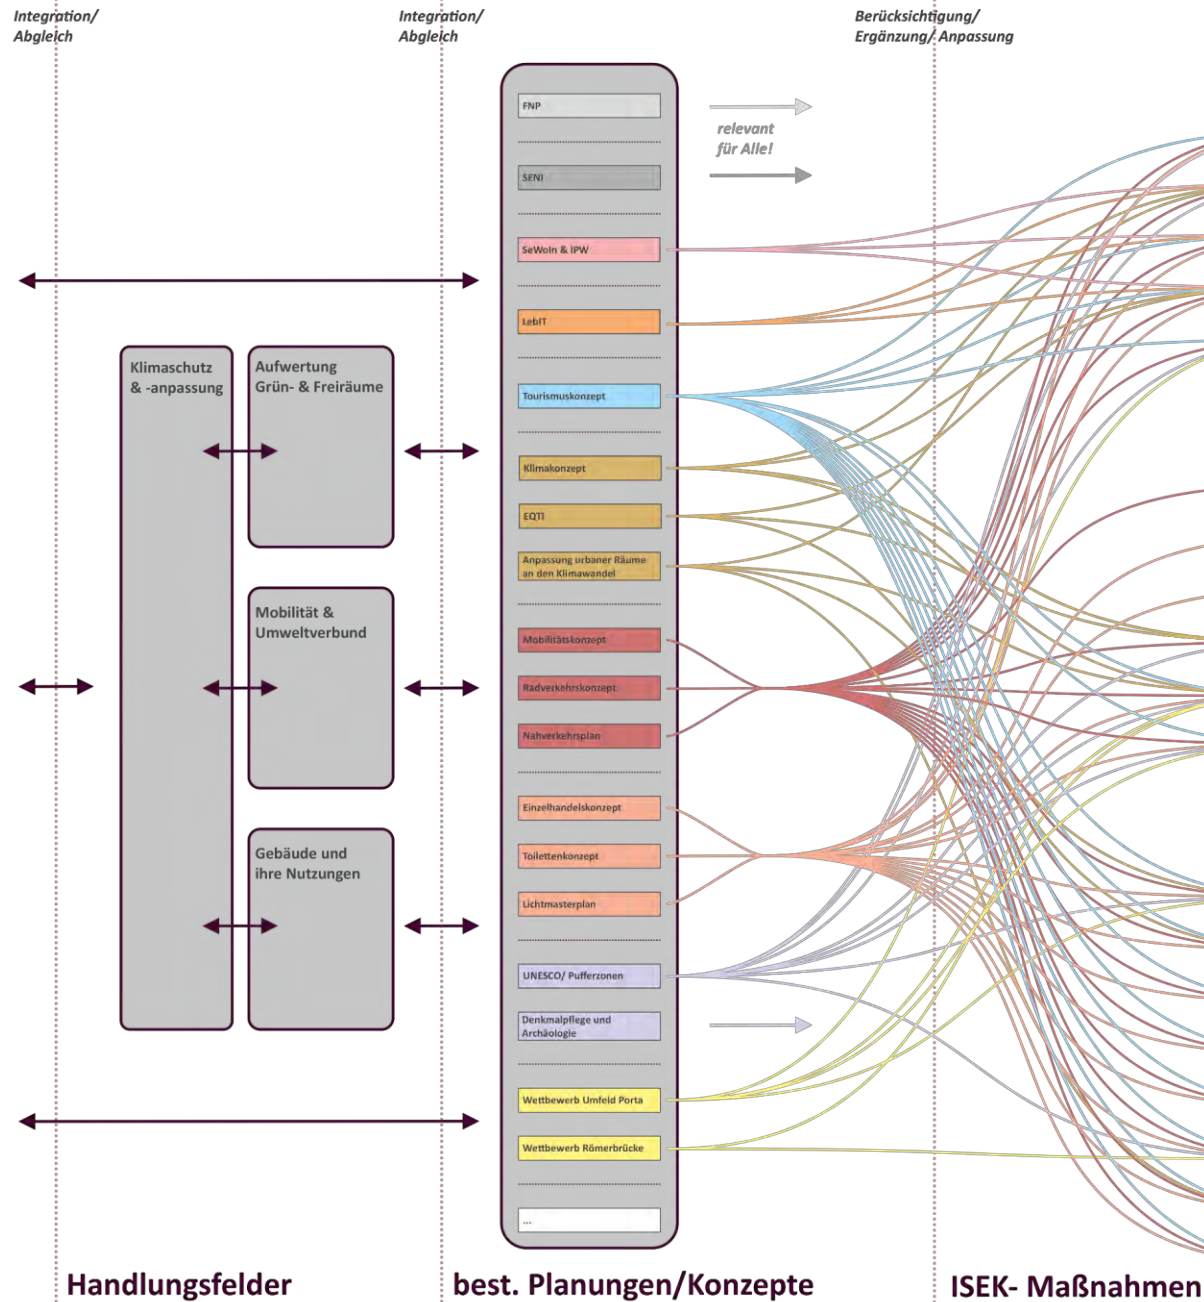 Integration/
Abgleich
Integration/
Abgleich
Berücksichtigung/
Ergänzung/ Anpassung
FNP
relevant
für Alle!
SENI
SeWoIn & IPW
LebIT
Klimaschutz
& -anpassung
Aufwertung
Grün- & Freiräume
Tourismuskonzept
Klimakonzept
EQTI
Anpassung urbaner Räume
an den Klimawandel
Mobilität &
Umweltverbund
Mobilitätskonzept
Radverkehrskonzept
Nahverkehrsplan
Einzelhandelskonzept
Gebäude und
ihre Nutzungen
Toilettenkonzept
Lichtmasterplan
UNESCO/ Pufferzonen
Denkmalpflege und
Archäologie
Wettbewerb Umfeld Porta
Wettbewerb Römerbrücke
...
Handlungsfelder
best. Planungen/Konzepte
ISEK- Maßnahmen